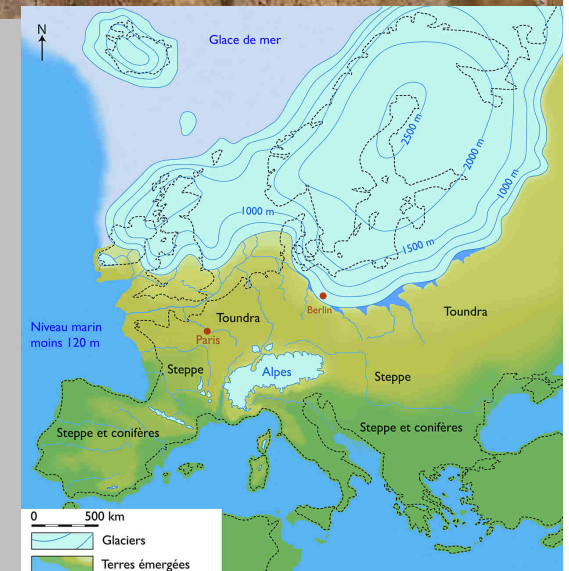 N
Glace de mer
2500 m
2000 m
1000 m
1000 m
1500 m
Berlin
Toundra
Toundra
Niveau marin
moins 120 m
Paris
Steppe
Alpes
Steppe
Steppe et conifères
Steppe et conifères
0 500 km
Glaciers
Terres émergées